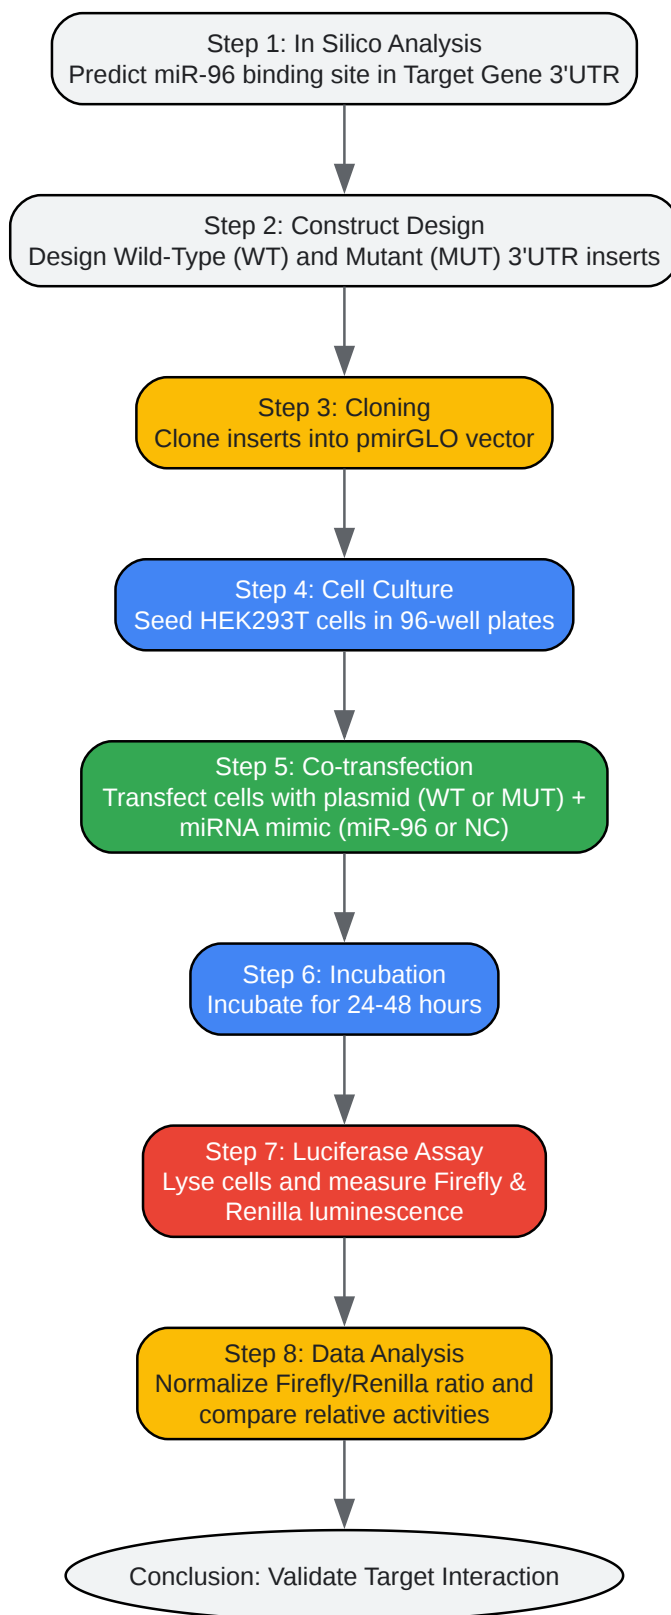 Step 1: In Silico Analysis
Predict miR-96 binding site in Target Gene 3'UTR
Step 2: Construct Design
Design Wild-Type (WT) and Mutant (MUT) 3'UTR inserts
Step 3: Cloning
Clone inserts into pmirGLO vector
Step 4: Cell Culture
Seed HEK293T cells in 96-well plates
Step 5: Co-transfection
Transfect cells with plasmid (WT or MUT) +
miRNA mimic (miR-96 or NC)
Step 6: Incubation
Incubate for 24-48 hours
Step 7: Luciferase Assay
Lyse cells and measure Firefly &
Renilla luminescence
Step 8: Data Analysis
Normalize Firefly/Renilla ratio and
compare relative activities
Conclusion: Validate Target Interaction